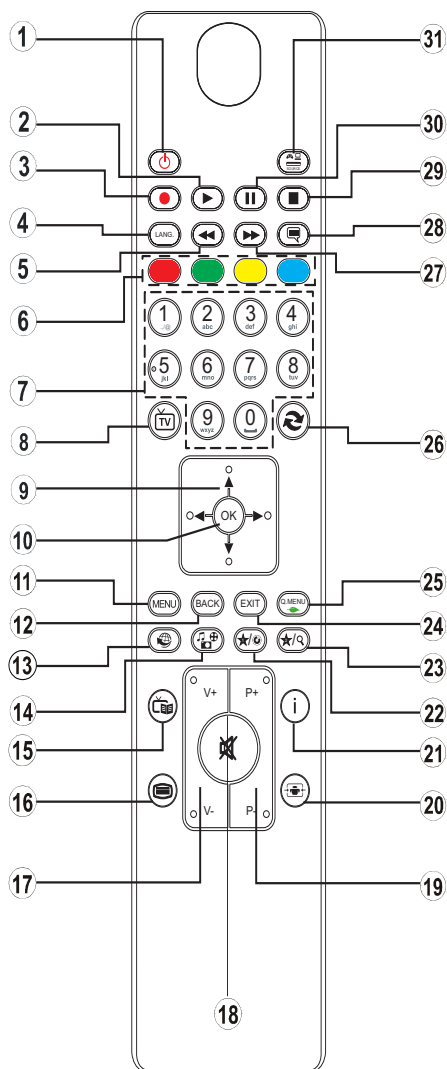 1
31
2
30
3
29
SOURCE
4
LANG.
28
5
27
6
1 2 3 4
./@ abc def ghi
7
5 6 7 8
jkl mno pqrs tuv
8
TV
9 0
wxyz
26
9
10
OK
11
MENU BACK EXIT Q.MENU
25
12
24
13
23
14
22
V+ P+
15
i
21
16
20
V- P-
17
19
18